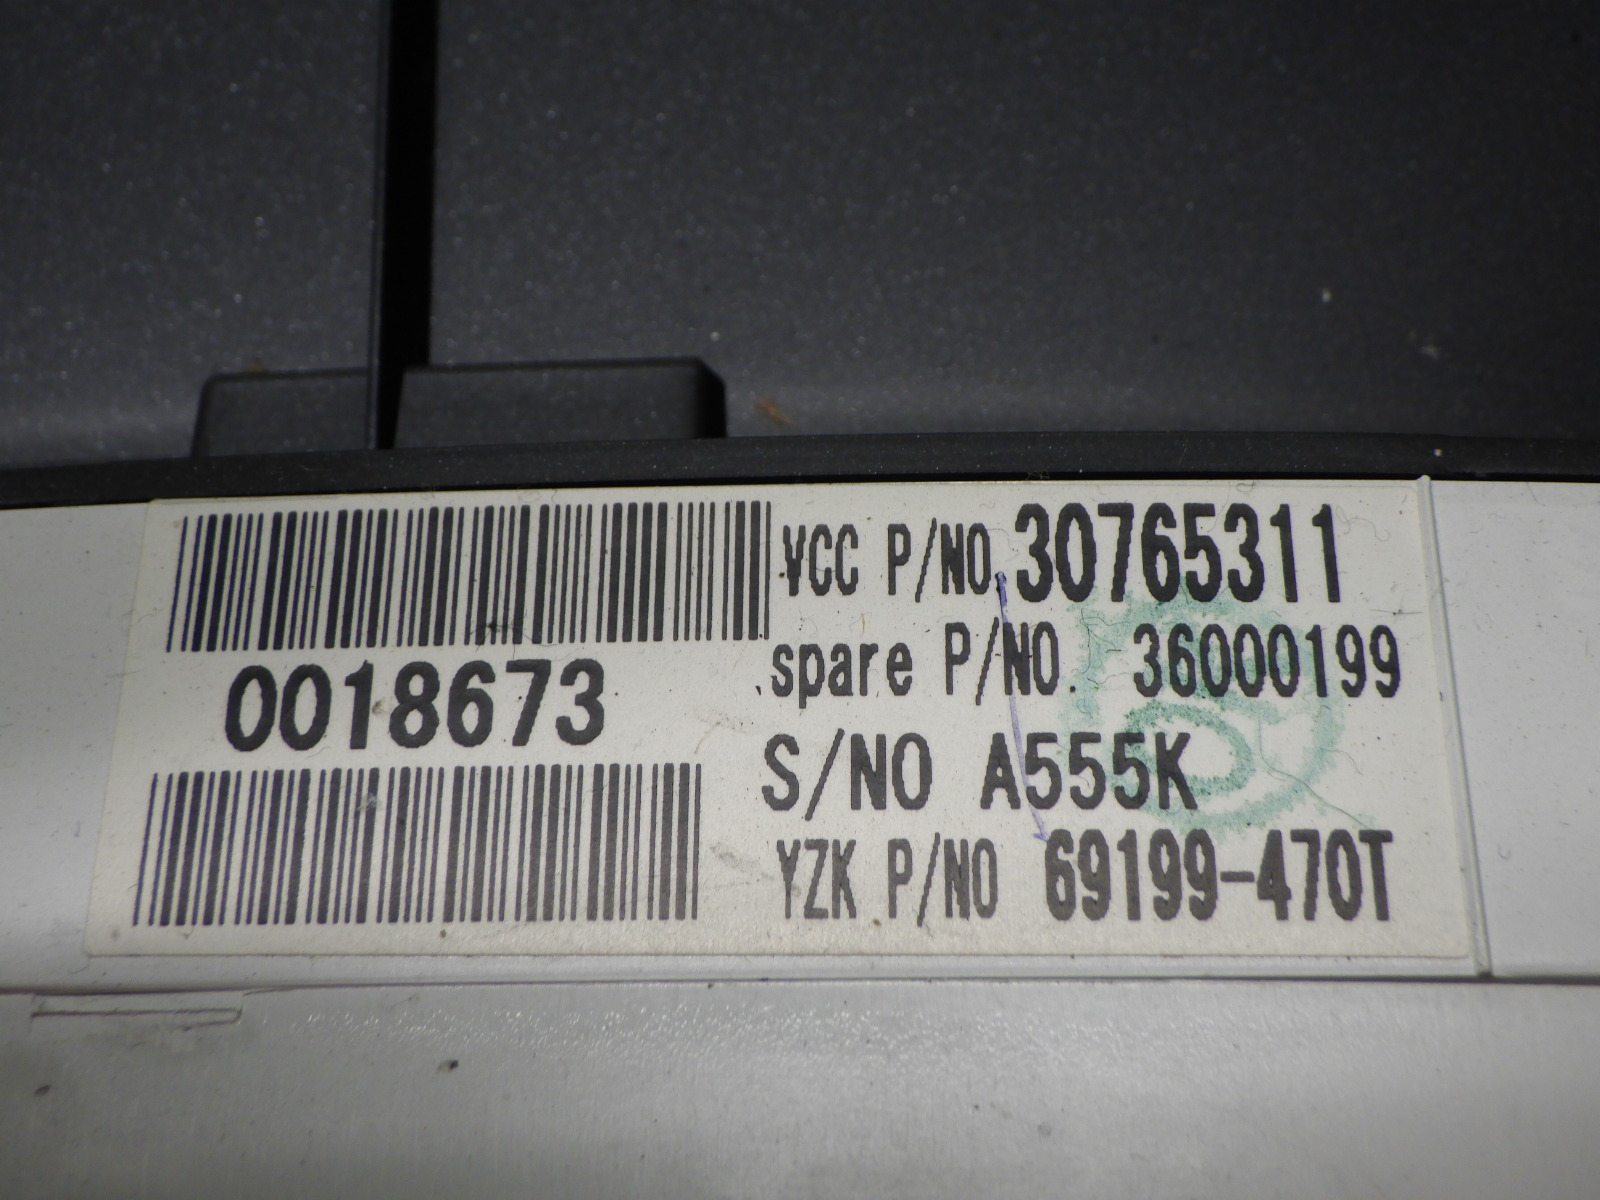 0018673
VCC P/NO. 30765311
spare P/NO. 36000199
S/NO A555K
YZK P/NO 69199-470T